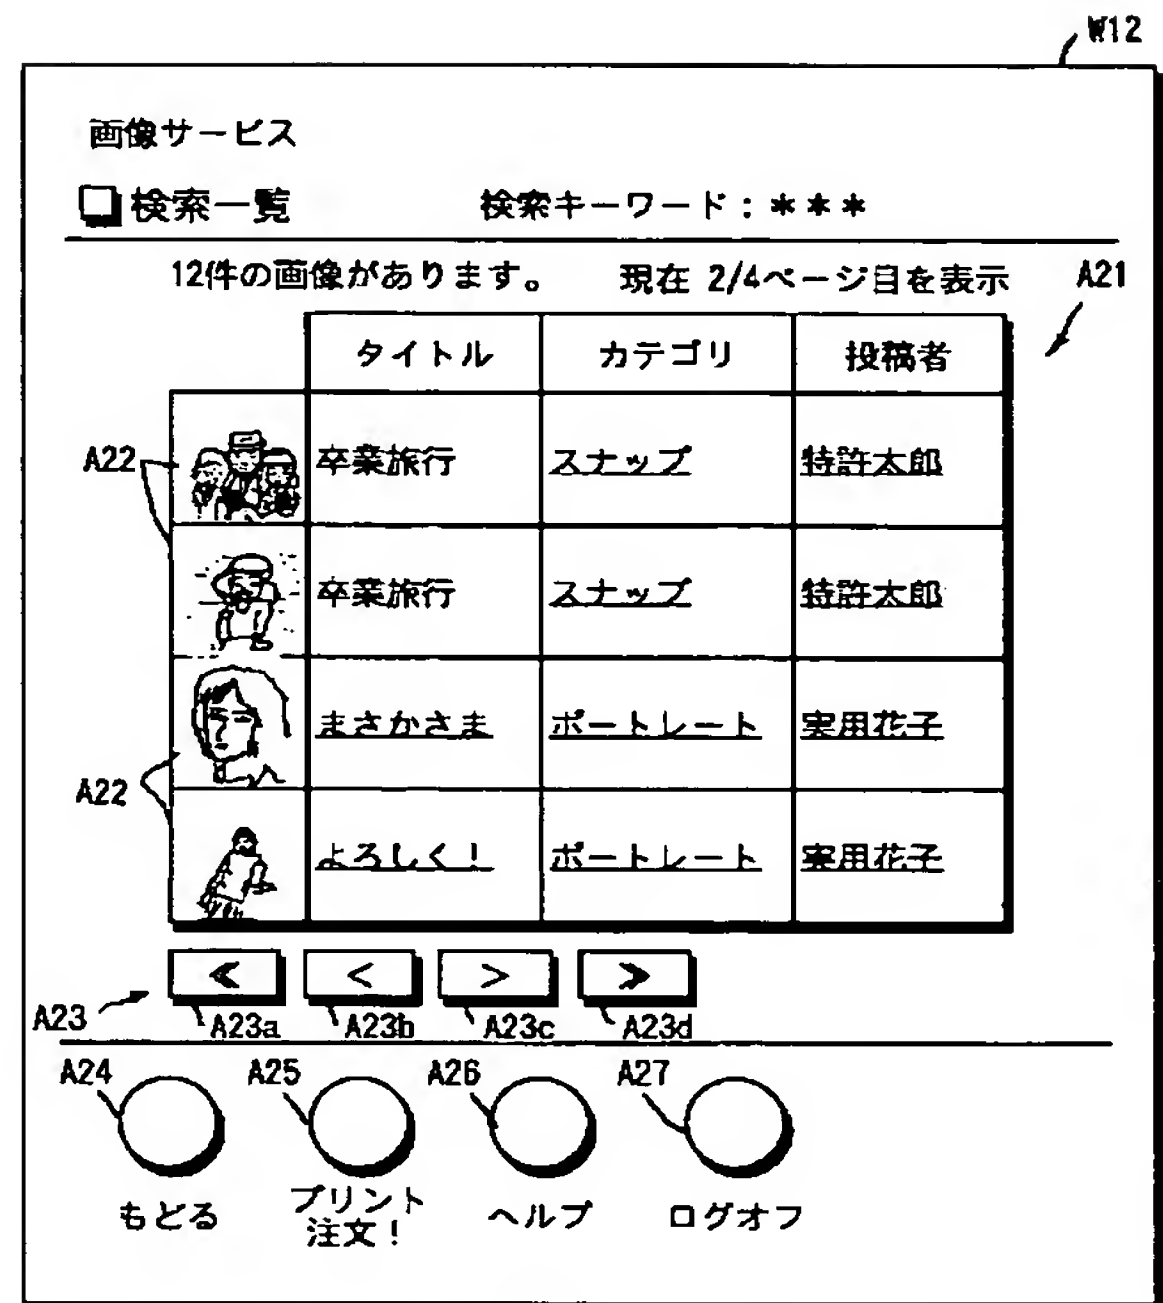 W12
画像サービス
検索一覧 検索キーワード：＊＊＊
12件の画像があります。 現在 2/4ページ目を表示 A21
タイトル カテゴリ 投稿者
A22 卒業旅行 スナップ 特許太郎
卒業旅行 スナップ 特許太郎
まさかさま ポートレート 実用花子
A22
よろしく！ ポートレート 実用花子
≪ < > ≫
A23 A23a A23b A23c A23d
A24 A25 A26 A27
もどる プリント注文！ ヘルプ ログオフ